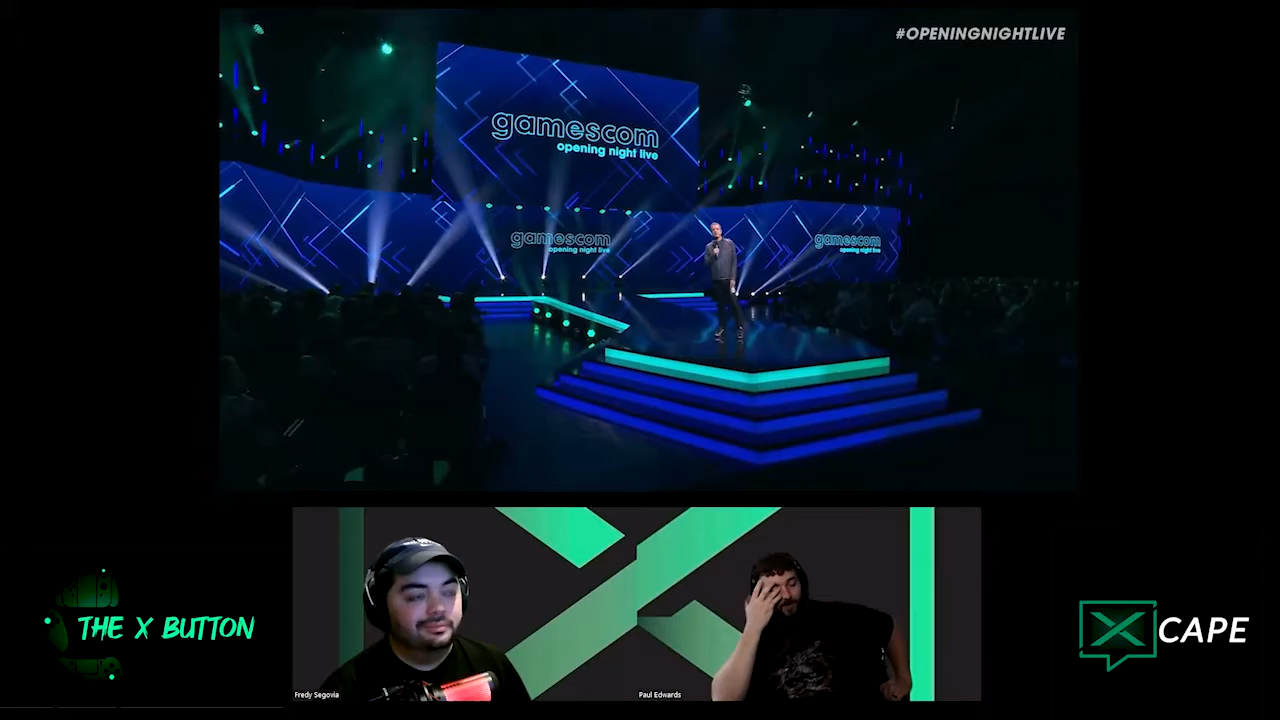 #OPENINGNIGHTLIVE
gamescom
opening night live
gamescom
opening night live
gamescom
opening night live
THE X BUTTON
XCAPE
Fredy Segovia
Paul Edwards